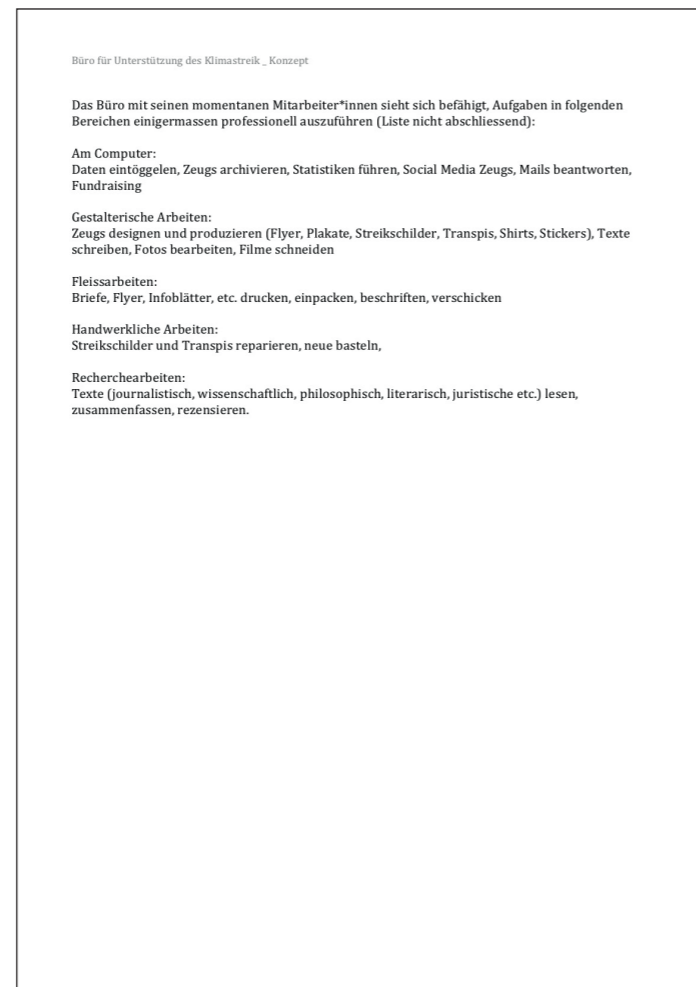 Büro für Unterstützung des Klimastreik _ Konzept
Das Büro mit seinen momentanen Mitarbeiter*innen sieht sich befähigt, Aufgaben in folgenden
Bereichen einigermassen professionell auszuführen (Liste nicht abschliessend):
Am Computer:
Daten eintöggelen, Zeugs archivieren, Statistiken führen, Social Media Zeugs, Mails beantworten,
Fundraising
Gestalterische Arbeiten:
Zeugs designen und produzieren (Flyer, Plakate, Streikschilder, Transpis, Shirts, Stickers), Texte
schreiben, Fotos bearbeiten, Filme schneiden
Fleissarbeiten:
Briefe, Flyer, Infoblätter, etc. drucken, einpacken, beschriften, verschicken
Handwerkliche Arbeiten:
Streikschilder und Transpis reparieren, neue basteln,
Recherchearbeiten:
Texte (journalistisch, wissenschaftlich, philosophisch, literarisch, juristische etc.) lesen,
zusammenfassen, rezensieren.